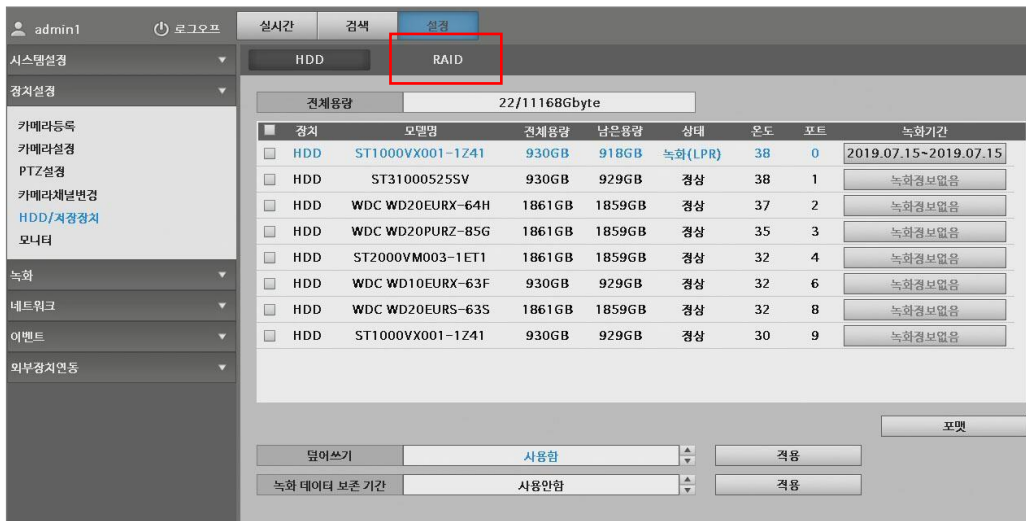 admin1 로그오프 실시간 검색 설정
시스템설정 HDD RAID
장치설정
전체용량 22/11168Gbyte
카메라등록
카메라설정
PTZ설정
카메라채널변경
HDD/저장장치
모니터
녹화
네트워크
이벤트
외부장치연동
장치 모델명 전체용량 남은용량 상태 온도 포트 녹화기간
HDD ST1000VX001-1Z41 930GB 918GB 녹화(LPR) 38 0 2019.07.15~2019.07.15
HDD ST31000525SV 930GB 929GB 정상 38 1 녹화정보없음
HDD WDC WD20EURX-64H 1861GB 1859GB 정상 37 2 녹화정보없음
HDD WDC WD20PURZ-85G 1861GB 1859GB 정상 35 3 녹화정보없음
HDD ST2000VM003-1ET1 1861GB 1859GB 정상 32 4 녹화정보없음
HDD WDC WD10EURX-63F 930GB 929GB 정상 32 6 녹화정보없음
HDD WDC WD20EURS-63S 1861GB 1859GB 정상 32 8 녹화정보없음
HDD ST1000VX001-1Z41 930GB 929GB 정상 30 9 녹화정보없음
포맷
덮어쓰기 사용함 적용
녹화 데이터 보존 기간 사용안함 적용